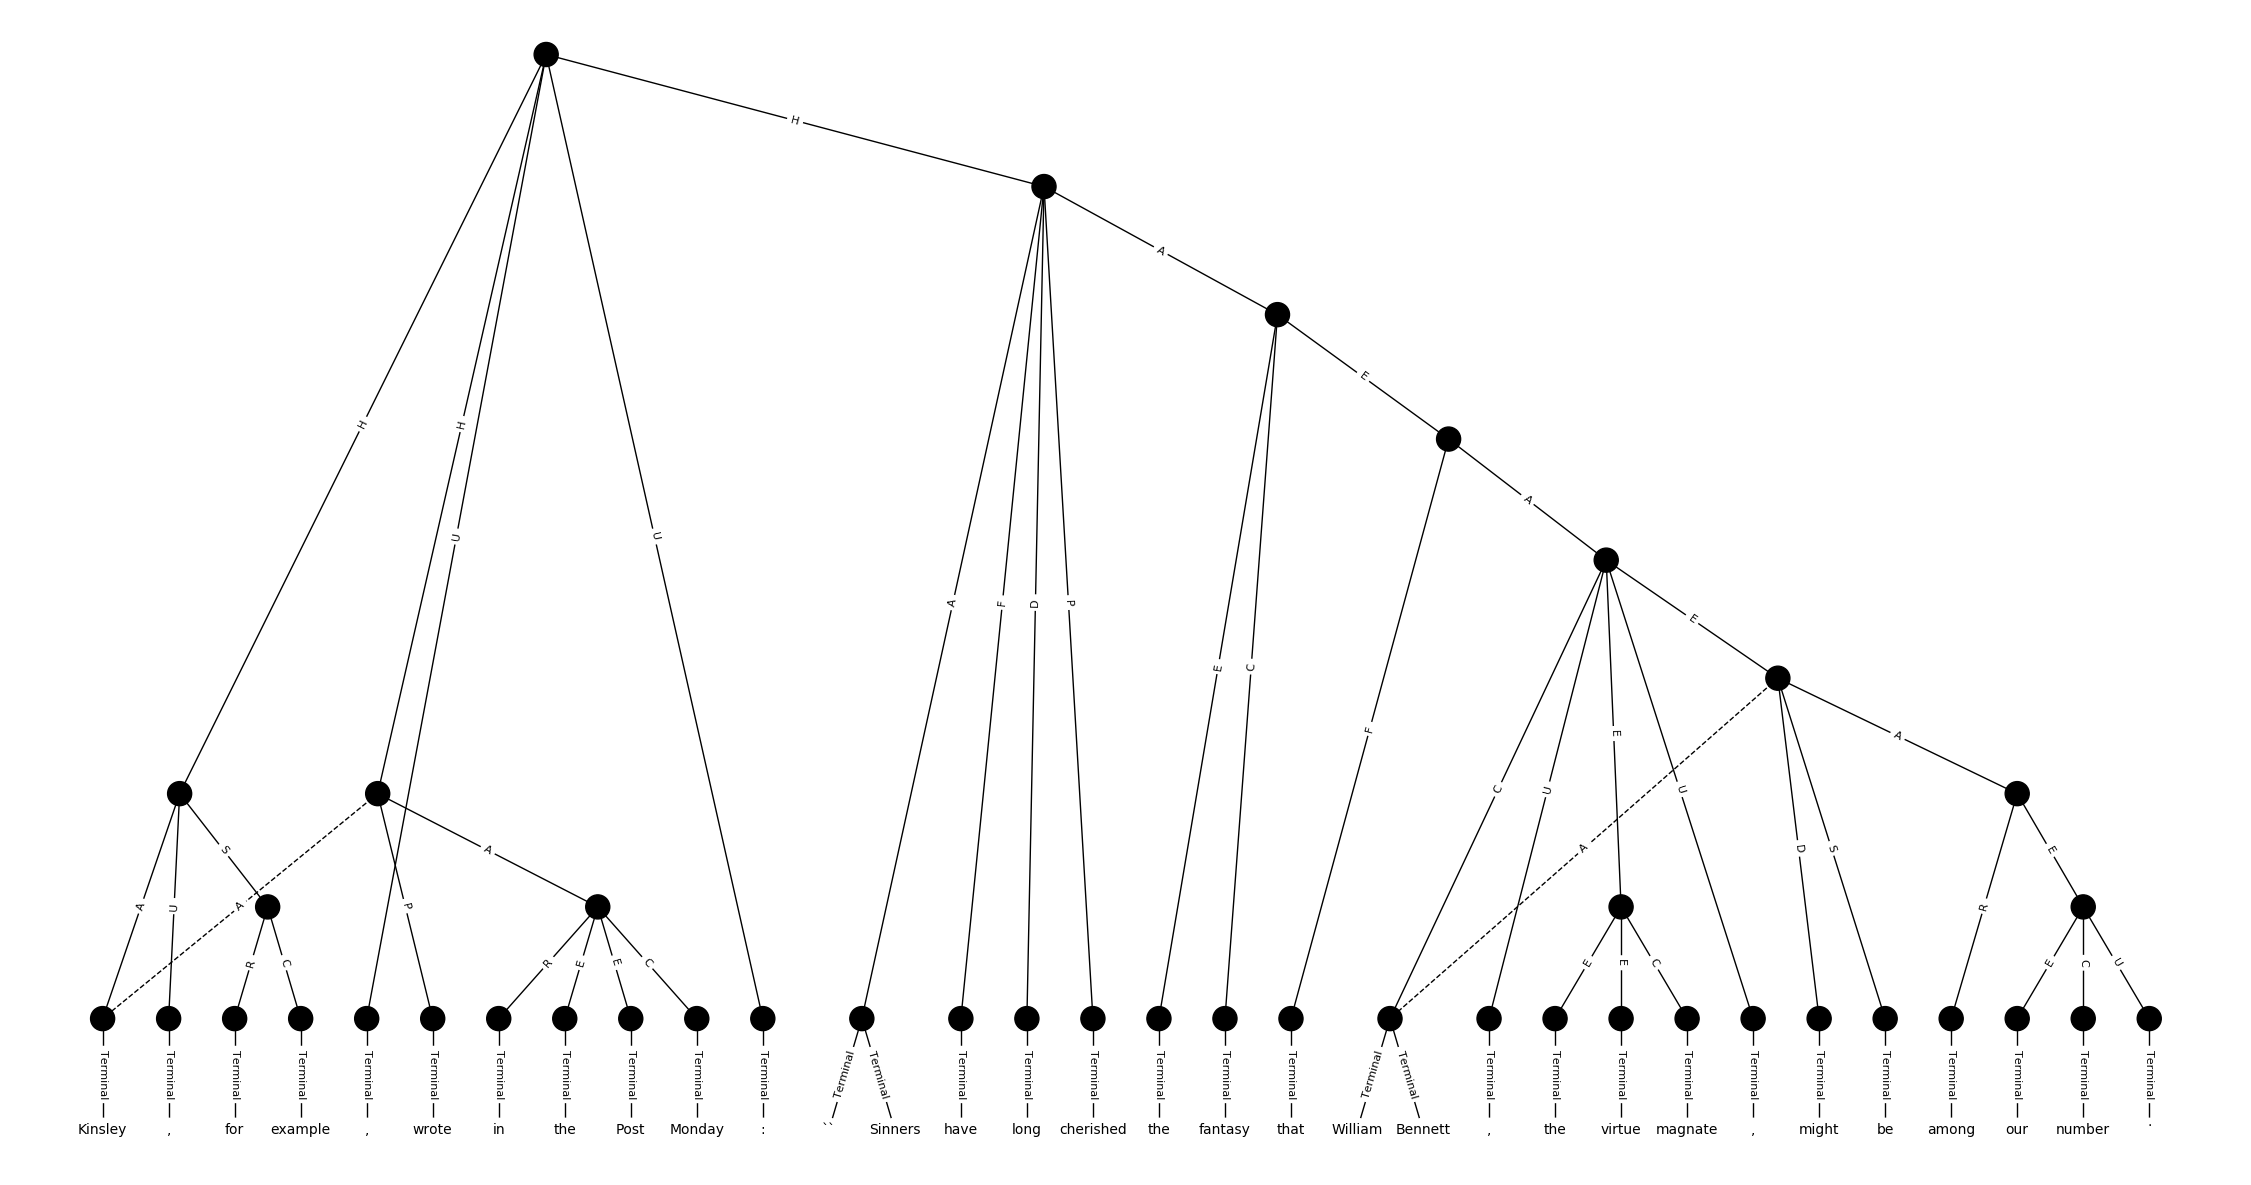 H
A
E
H
H
A
E
U
U
A
F
D
P
E
E
C
F
E
A
C
U
U
S
A
A
D
S
E
A
U
A
P
R
R
C
R
E
E
C
E
E
C
E
C
U
Terminal Terminal Terminal Terminal Terminal Terminal Terminal Terminal Terminal Terminal Terminal Terminal Terminal Terminal Terminal Terminal Terminal Terminal Terminal Terminal Terminal Terminal Terminal Terminal Terminal Terminal Terminal Terminal Terminal Terminal Terminal Terminal
Kinsley , for example , wrote in the Post Monday : `` Sinners have long cherished the fantasy that William Bennett , the virtue magnate , might be among our number .